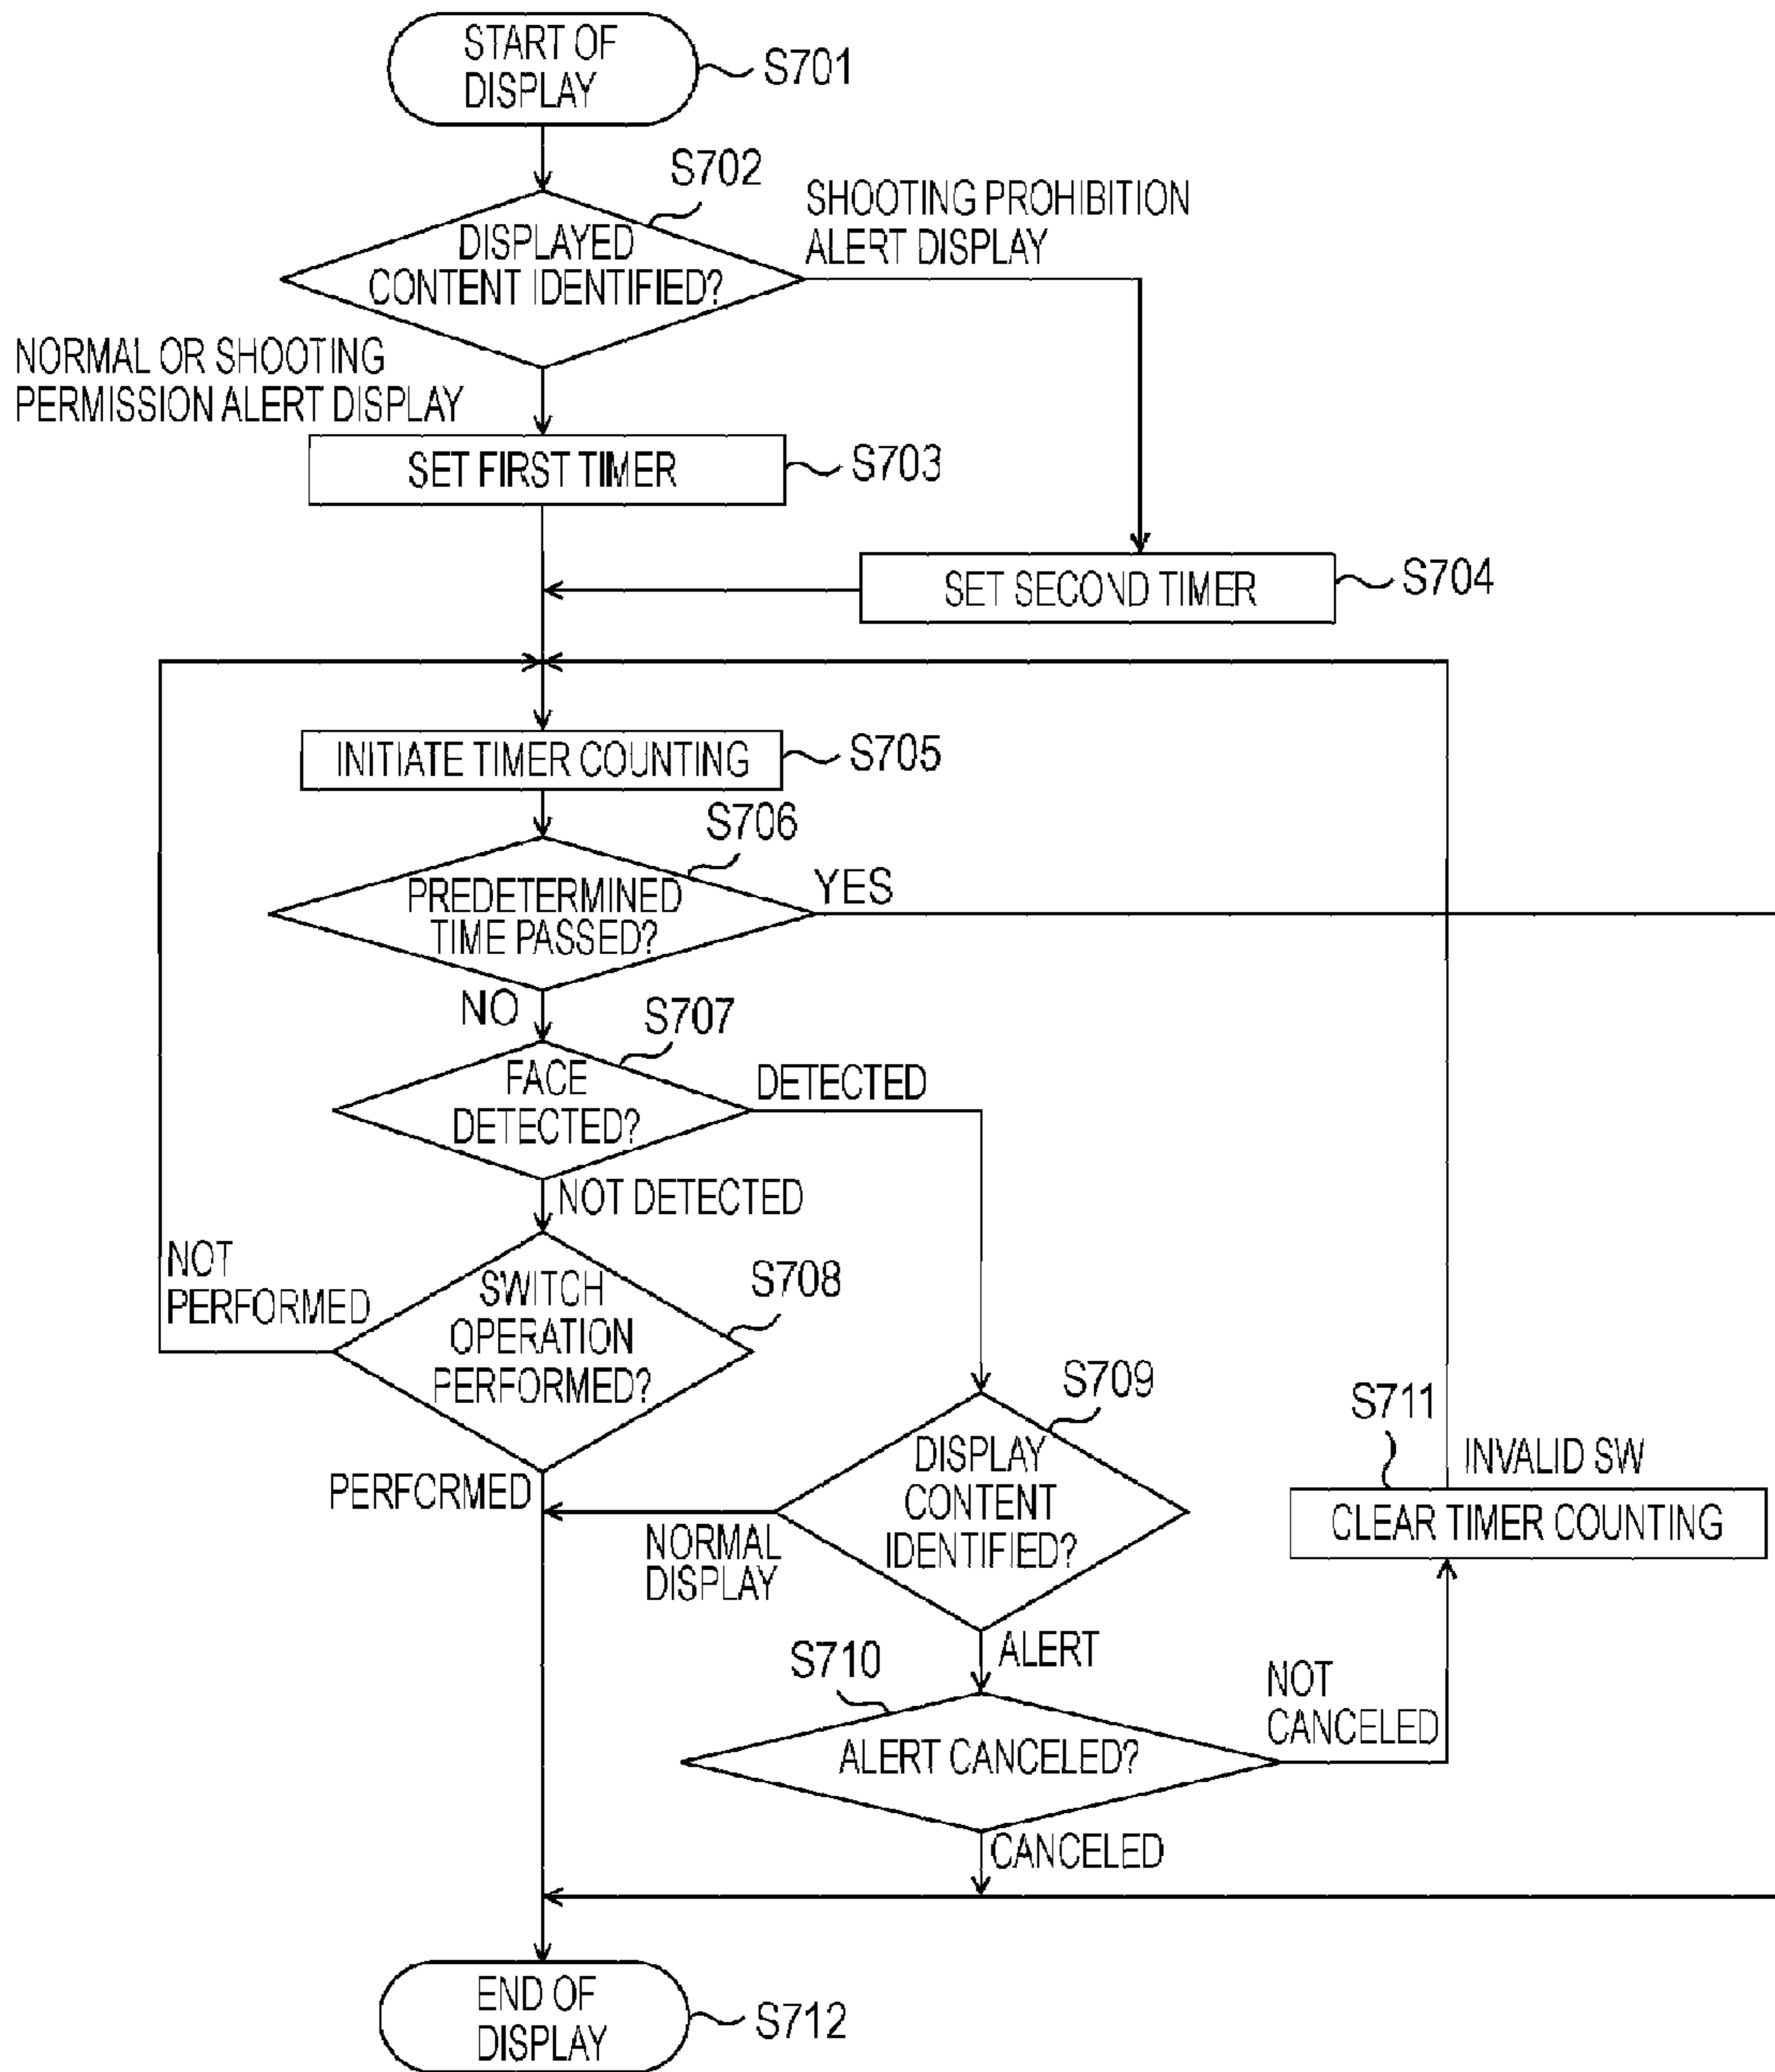 START OF
DISPLAY
S701
S702
DISPLAYED
CONTENT IDENTIFIED?
SHOOTING PROHIBITION
ALERT DISPLAY
NORMAL OR SHOOTING
PERMISSION ALERT DISPLAY
SET FIRST TIMER
S703
SET SECOND TIMER
S704
INITIATE TIMER COUNTING
S705
S706
PREDETERMINED
TIME PASSED?
YES
NO
S707
FACE
DETECTED?
DETECTED
NOT DETECTED
NOT
PERFORMED
SWITCH
OPERATION
PERFORMED?
S708
PERFORMED
S709
DISPLAY
CONTENT
IDENTIFIED?
NORMAL
DISPLAY
S711
INVALID SW
CLEAR TIMER COUNTING
ALERT
S710
ALERT CANCELED?
NOT
CANCELED
CANCELED
END OF
DISPLAY
S712